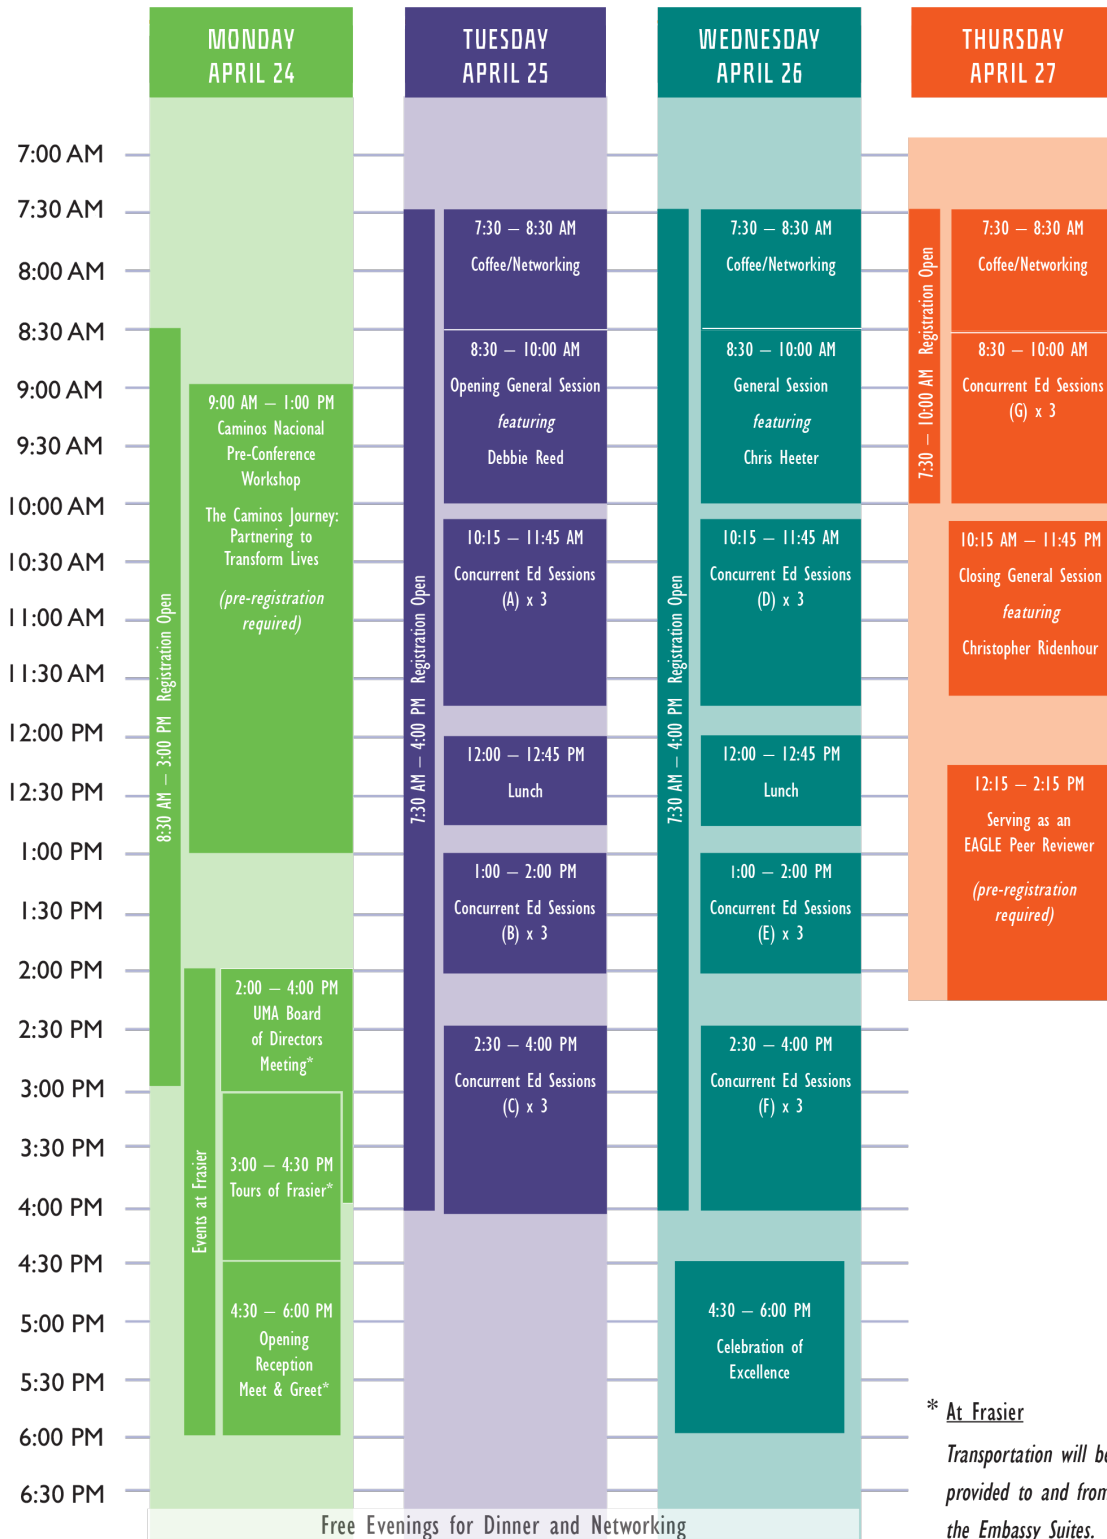 MONDAY
APRIL 24
TUESDAY
APRIL 25
WEDNESDAY
APRIL 26
THURSDAY
APRIL 27
7:00 AM
7:30 AM
8:00 AM
8:30 AM
9:00 AM
9:30 AM
10:00 AM
10:30 AM
11:00 AM
11:30 AM
12:00 PM
12:30 PM
1:00 PM
1:30 PM
2:00 PM
2:30 PM
3:00 PM
3:30 PM
4:00 PM
4:30 PM
5:00 PM
5:30 PM
6:00 PM
6:30 PM
8:30 AM – 3:00 PM Registration Open
9:00 AM – 1:00 PM
Caminos Nacional
Pre-Conference
Workshop
The Caminos Journey:
Partnering to
Transform Lives
(pre-registration
required)
Events at Frasier
2:00 – 4:00 PM
UMA Board
of Directors
Meeting*
3:00 – 4:30 PM
Tours of Frasier*
4:30 – 6:00 PM
Opening
Reception
Meet & Greet*
7:30 AM – 4:00 PM Registration Open
7:30 – 8:30 AM
Coffee/Networking
8:30 – 10:00 AM
Opening General Session
featuring
Debbie Reed
10:15 – 11:45 AM
Concurrent Ed Sessions
(A) x 3
12:00 – 12:45 PM
Lunch
1:00 – 2:00 PM
Concurrent Ed Sessions
(B) x 3
2:30 – 4:00 PM
Concurrent Ed Sessions
(C) x 3
7:30 AM – 4:00 PM Registration Open
7:30 – 8:30 AM
Coffee/Networking
8:30 – 10:00 AM
General Session
featuring
Chris Heeter
10:15 – 11:45 AM
Concurrent Ed Sessions
(D) x 3
12:00 – 12:45 PM
Lunch
1:00 – 2:00 PM
Concurrent Ed Sessions
(E) x 3
2:30 – 4:00 PM
Concurrent Ed Sessions
(F) x 3
4:30 – 6:00 PM
Celebration of
Excellence
7:30 – 10:00 AM Registration Open
7:30 – 8:30 AM
Coffee/Networking
8:30 – 10:00 AM
Concurrent Ed Sessions
(G) x 3
10:15 AM – 11:45 PM
Closing General Session
featuring
Christopher Ridenhour
12:15 – 2:15 PM
Serving as an
EAGLE Peer Reviewer
(pre-registration
required)
* At Frasier
Transportation will be
provided to and from
the Embassy Suites.
Free Evenings for Dinner and Networking